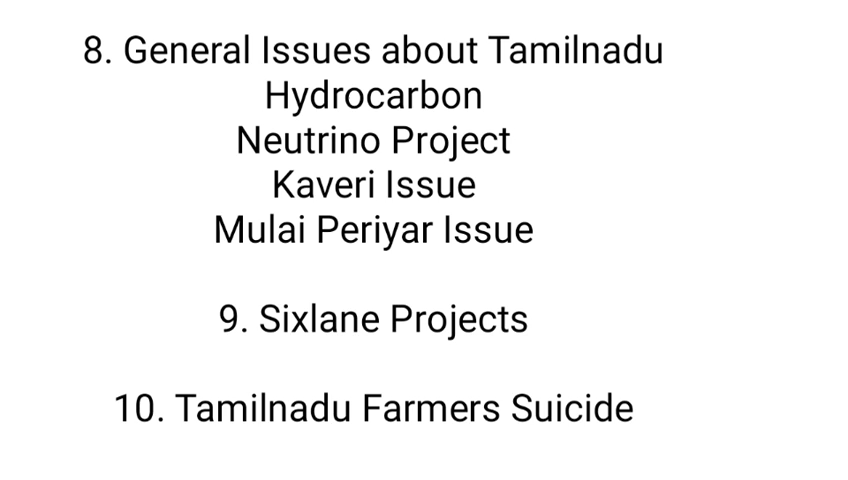 8. General Issues about Tamilnadu
Hydrocarbon
Neutrino Project
Kaveri Issue
Mulai Periyar Issue
9. Sixlane Projects
10. Tamilnadu Farmers Suicide